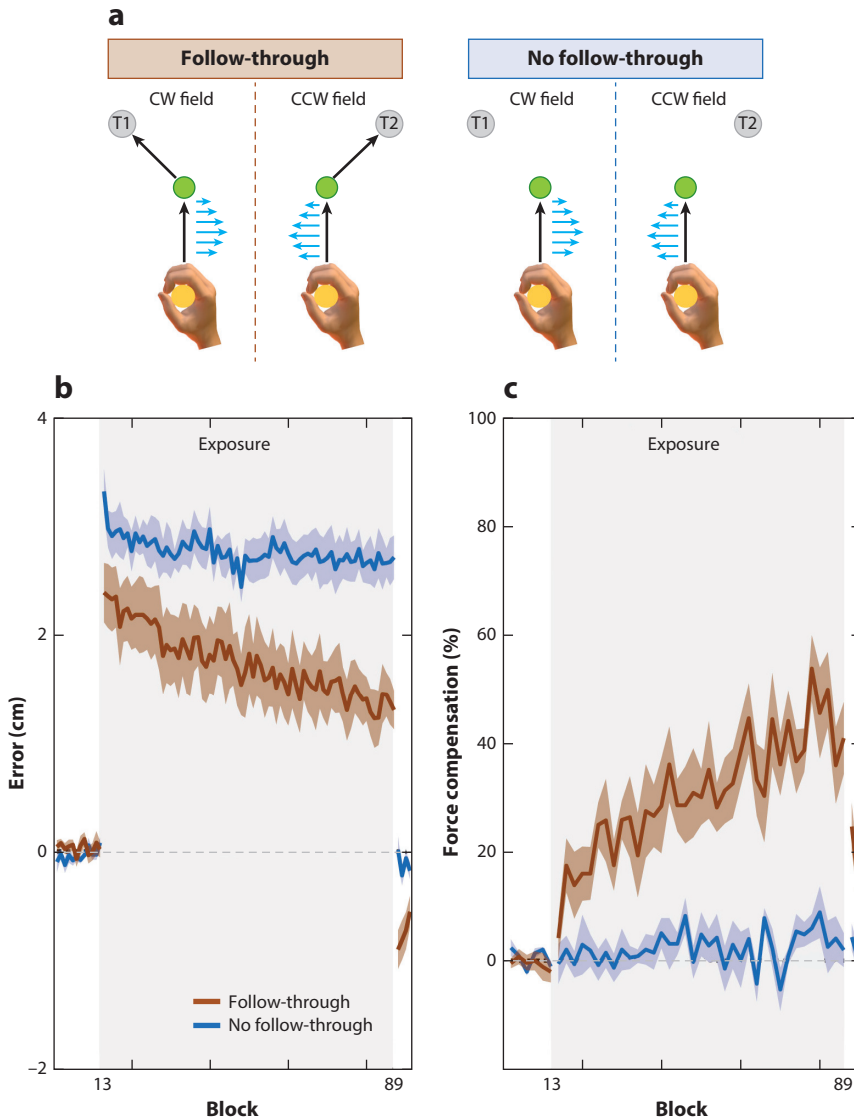 a
Follow-through
No follow-through
CW field
CCW field
CW field
CCW field
T1
T2
T1
T2
b
c
4
2
0
–2
Error (cm)
Exposure
Follow-through
No follow-through
13
89
Block
100
80
60
40
20
0
Force compensation (%)
Exposure
13
89
Block